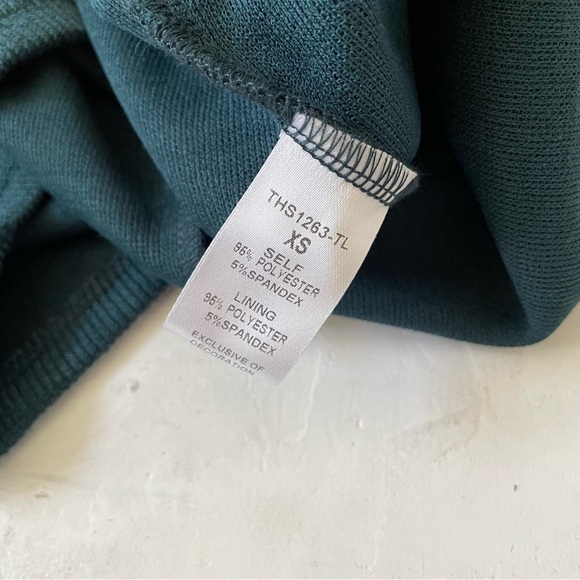 THS1263-TL
XS
SELF
95% POLYESTER
5%SPANDEX
LINING
95% POLYESTER
5%SPANDEX
EXCLUSIVE OF
DECORATION